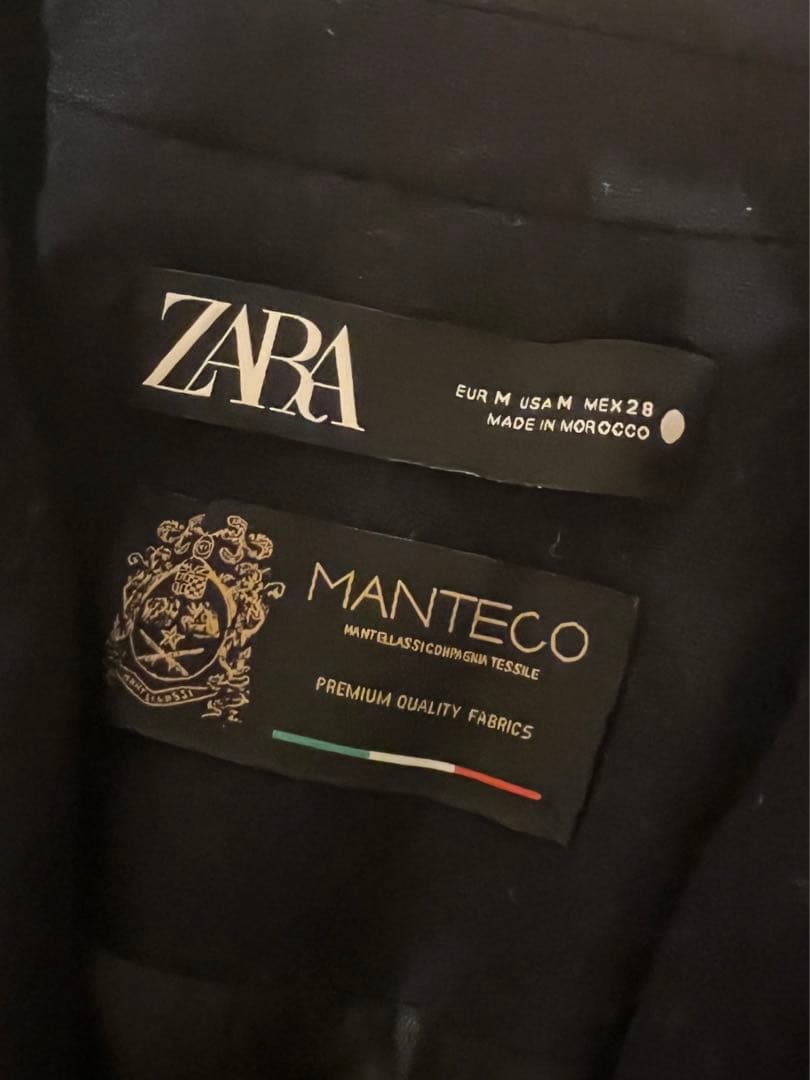 ZARA
EUR M USA M MEX 28
MADE IN MOROCCO
MANTECO
MANTELLASSI COMPAGNIA TESSILE
PREMIUM QUALITY FABRICS